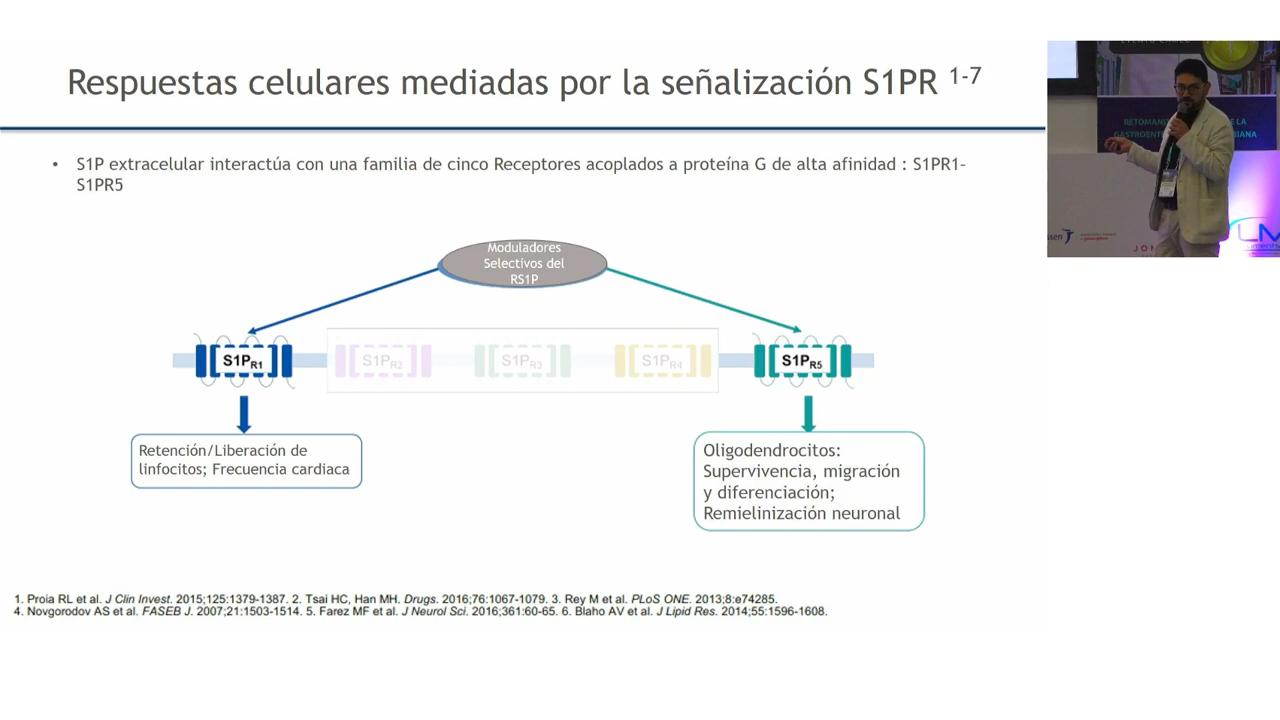 Respuestas celulares mediadas por la señalización S1PR 1-7
• S1P extracelular interactúa con una familia de cinco Receptores acoplados a proteína G de alta afinidad : S1PR1-
S1PR5
Moduladores
Selectivos del
RS1P
S1PR1
S1PR2
S1PR3
S1PR4
S1PR5
Retención/Liberación de
linfocitos; Frecuencia cardiaca
Oligodendrocitos:
Supervivencia, migración
y diferenciación;
Remielinización neuronal
1. Proia RL et al. J Clin Invest. 2015;125:1379-1387. 2. Tsai HC, Han MH. Drugs. 2016;76:1067-1079. 3. Rey M et al. PLoS ONE. 2013;8:e74285.
4. Novgorodov AS et al. FASEB J. 2007;21:1503-1514. 5. Farez MF et al. J Neurol Sci. 2016;361:60-65. 6. Blaho AV et al. J Lipid Res. 2014;55:1596-1608.